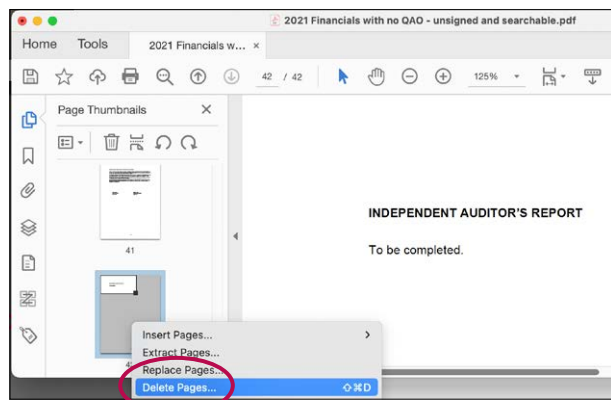 2021 Financials with no QAO - unsigned and searchable.pdf
Home Tools 2021 Financials w... ×
42 / 42 125%
Page Thumbnails ×
41
INDEPENDENT AUDITOR'S REPORT
To be completed.
Insert Pages... >
Extract Pages...
Replace Pages...
Delete Pages... ⇧⌘D